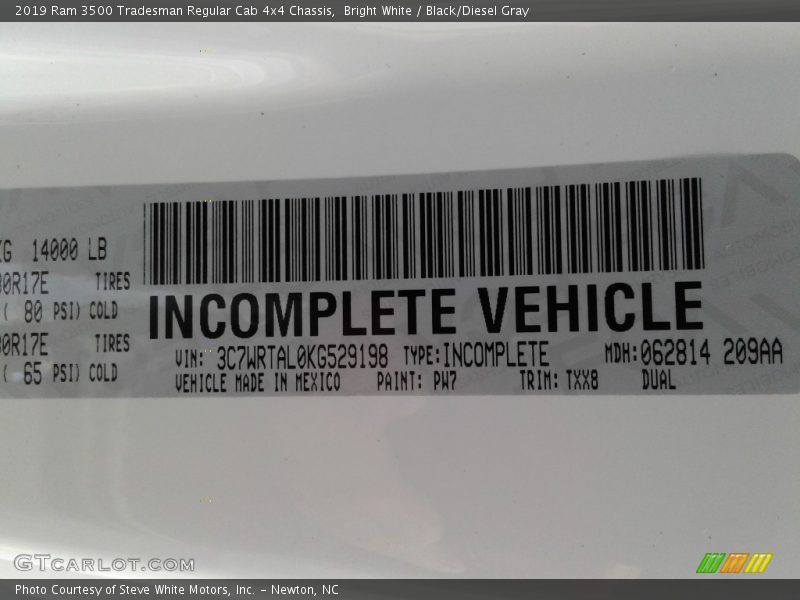 2019 Ram 3500 Tradesman Regular Cab 4x4 Chassis, Bright White / Black/Diesel Gray
14000 LB
0R17E TIRES
( 80 PSI) COLD
0R17E TIRES
( 65 PSI) COLD
INCOMPLETE VEHICLE
VIN: 3C7WRTAL0KG529198 TYPE:INCOMPLETE MDH:062814 209AA
VEHICLE MADE IN MEXICO PAINT: PW7 TRIM: TXX8 DUAL
GTCARLOT.COM
Photo Courtesy of Steve White Motors, Inc. – Newton, NC